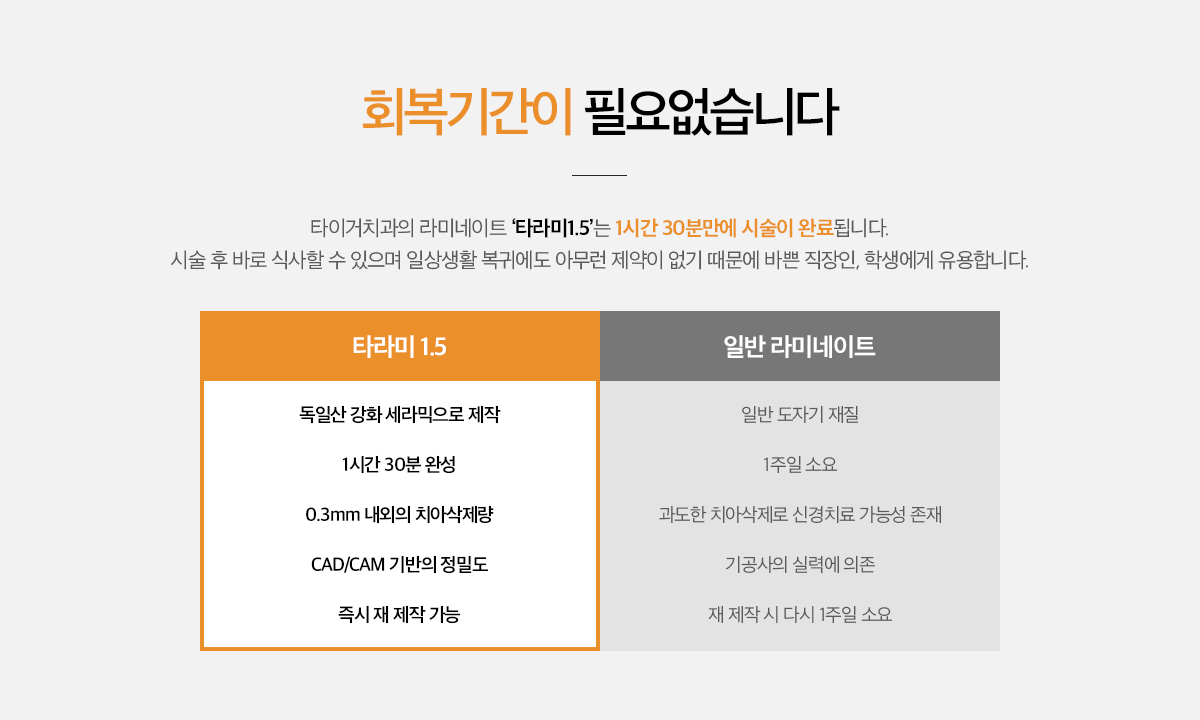 회복기간이 필요없습니다
타이거치과의 라미네이트 ‘타라미1.5’는 1시간 30분만에 시술이 완료됩니다.
시술 후 바로 식사할 수 있으며 일상생활 복귀에도 아무런 제약이 없기 때문에 바쁜 직장인, 학생에게 유용합니다.
타라미 1.5 일반 라미네이트
독일산 강화 세라믹으로 제작 일반 도자기 재질
1시간 30분 완성 1주일 소요
0.3mm 내외의 치아삭제량 과도한 치아삭제로 신경치료 가능성 존재
CAD/CAM 기반의 정밀도 기공사의 실력에 의존
즉시 재 제작 가능 재 제작 시 다시 1주일 소요